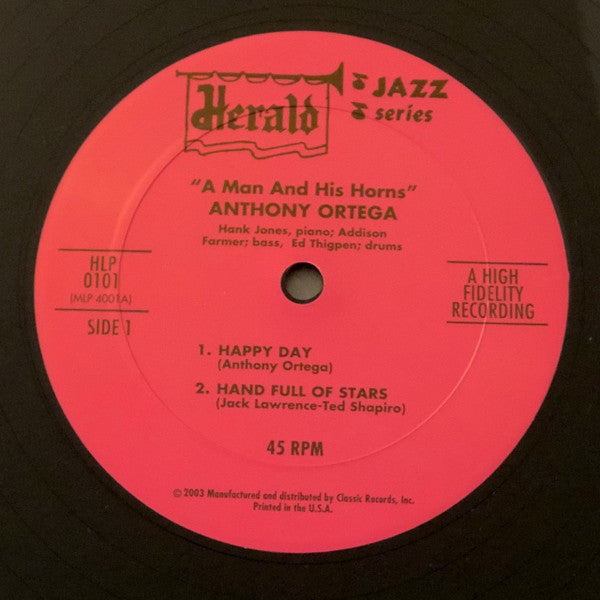 Herald
JAZZ
series
"A Man And His Horns"
ANTHONY ORTEGA
Hank Jones, piano; Addison
Farmer; bass, Ed Thigpen; drums
HLP
0101
(MLP 4001A)
SIDE 1
A HIGH
FIDELITY
RECORDING
1. HAPPY DAY
(Anthony Ortega)
2. HAND FULL OF STARS
(Jack Lawrence-Ted Shapiro)
45 RPM
© 2003 Manufactured and distributed by Classic Records, Inc.
Printed in the U.S.A.